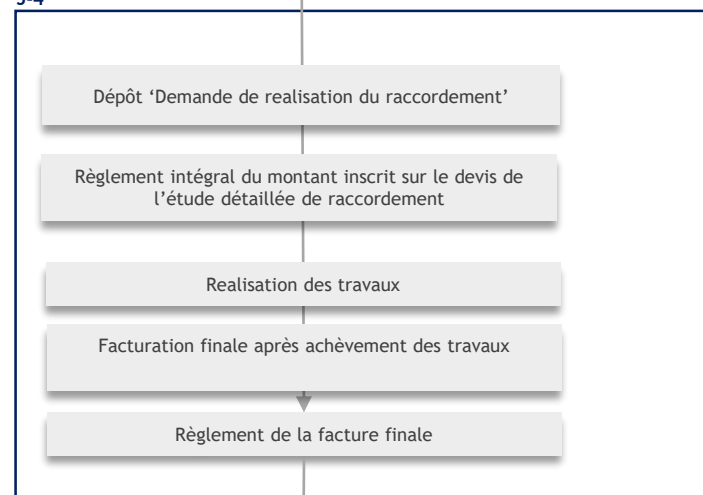 Dépôt ‘Demande de realisation du raccordement’
Règlement intégral du montant inscrit sur le devis de
l’étude détaillée de raccordement
Realisation des travaux
Facturation finale après achèvement des travaux
Règlement de la facture finale